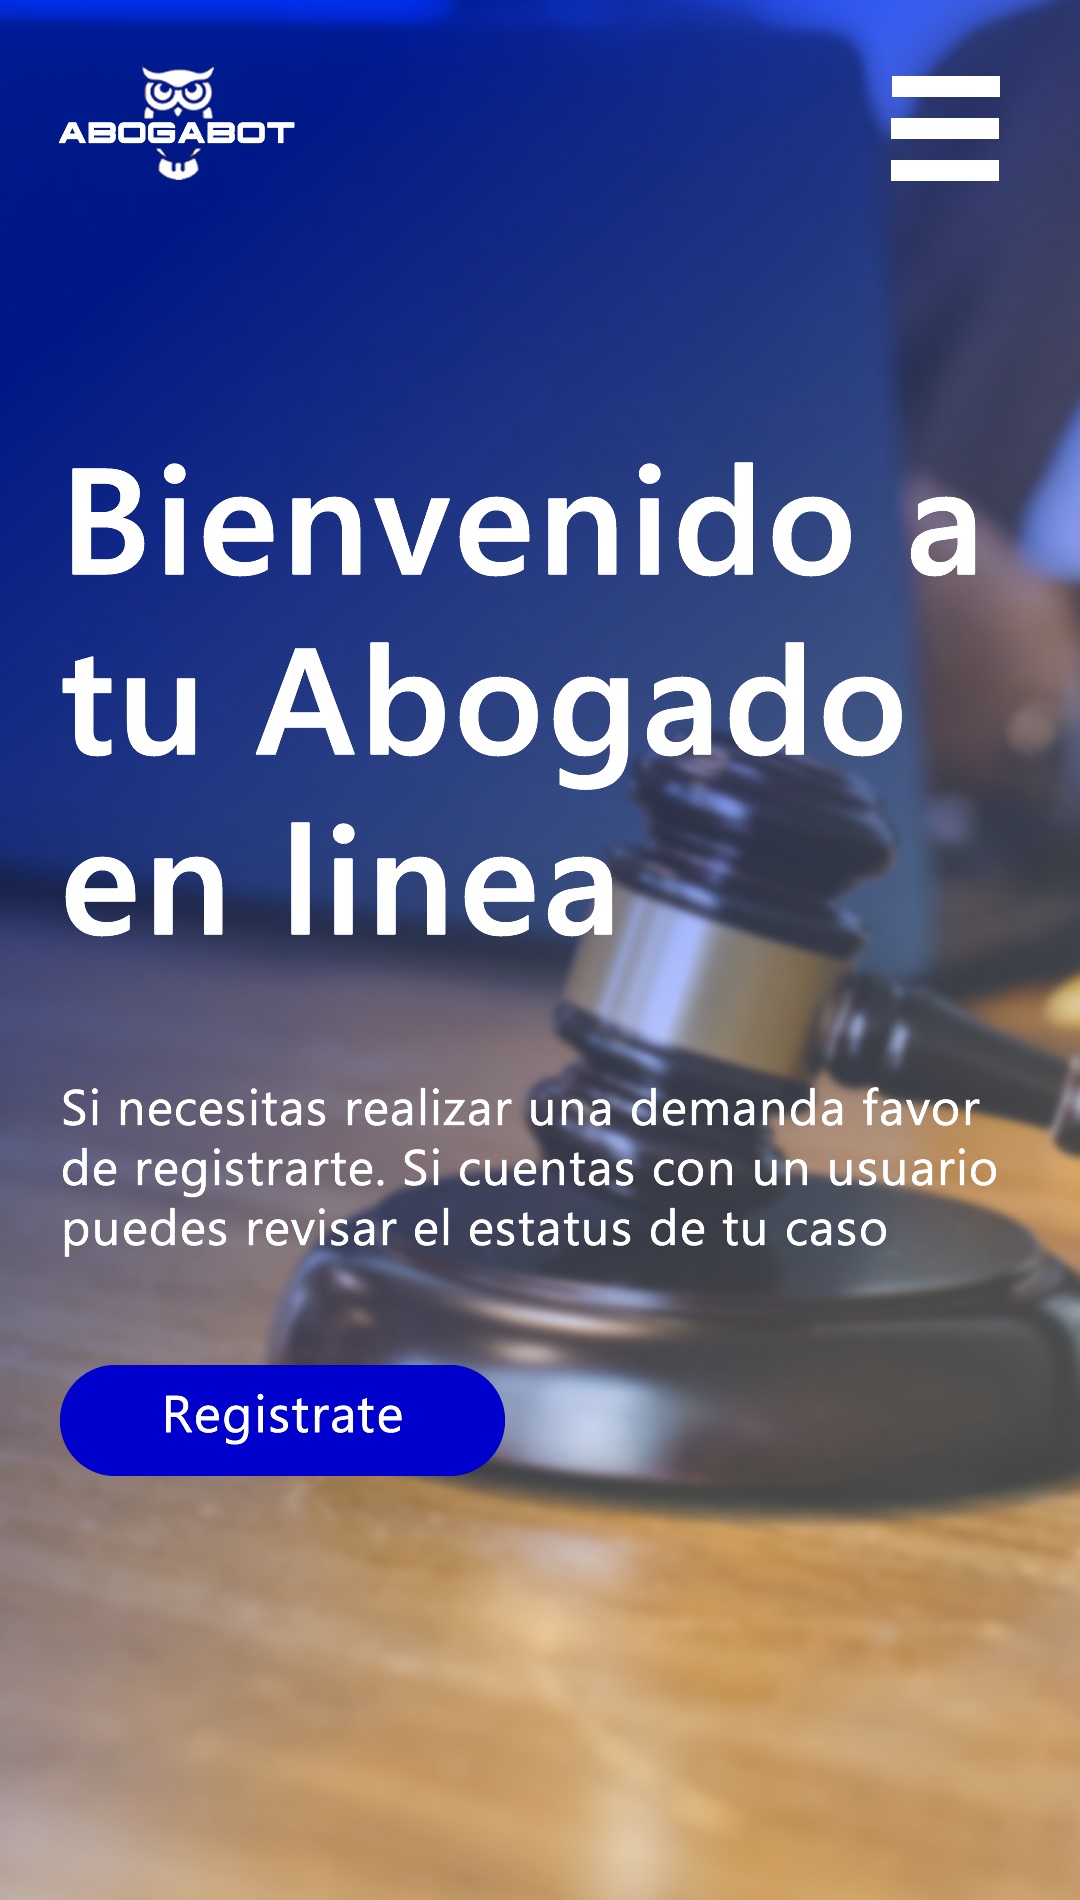 ABOGABOT
Bienvenido a
tu Abogado
en linea
Si necesitas realizar una demanda favor
de registrarte. Si cuentas con un usuario
puedes revisar el estatus de tu caso
Registrate